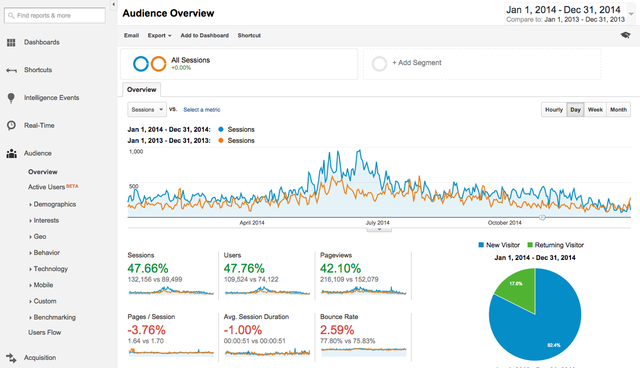 Find reports & more
Dashboards
Shortcuts
Intelligence Events
Real-Time
Audience
Overview
Active Users BETA
Demographics
Interests
Geo
Behavior
Technology
Mobile
Custom
Benchmarking
Users Flow
Acquisition
Audience Overview
Jan 1, 2014 - Dec 31, 2014
Compare to: Jan 1, 2013 - Dec 31, 2013
Email Export Add to Dashboard Shortcut
All Sessions
+0.00%
+ Add Segment
Overview
Sessions VS. Select a metric
Hourly Day Week Month
Jan 1, 2014 - Dec 31, 2014: Sessions
Jan 1, 2013 - Dec 31, 2013: Sessions
1,000
500
April 2014 July 2014 October 2014
Sessions
47.66%
132,156 vs 89,499
Users
47.76%
109,524 vs 74,122
Pageviews
42.10%
216,109 vs 152,079
Pages / Session
-3.76%
1.64 vs 1.70
Avg. Session Duration
-1.00%
00:00:51 vs 00:00:51
Bounce Rate
2.59%
77.80% vs 75.83%
New Visitor Returning Visitor
Jan 1, 2014 - Dec 31, 2014
17.6%
82.4%